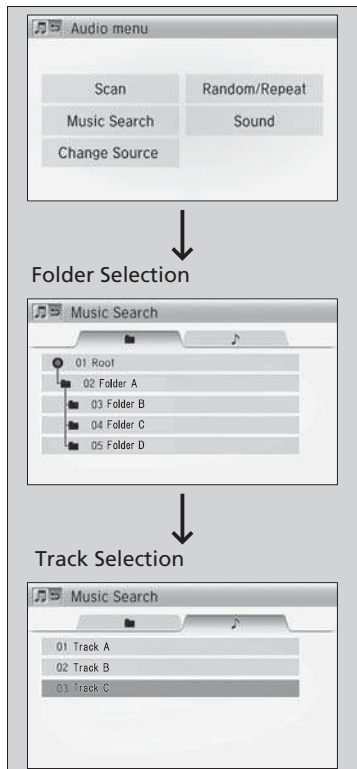 Audio menu
Scan Random/Repeat
Music Search Sound
Change Source
Folder Selection
Music Search
01 Root
02 Folder A
03 Folder B
04 Folder C
05 Folder D
Track Selection
Music Search
01 Track A
02 Track B
03 Track C